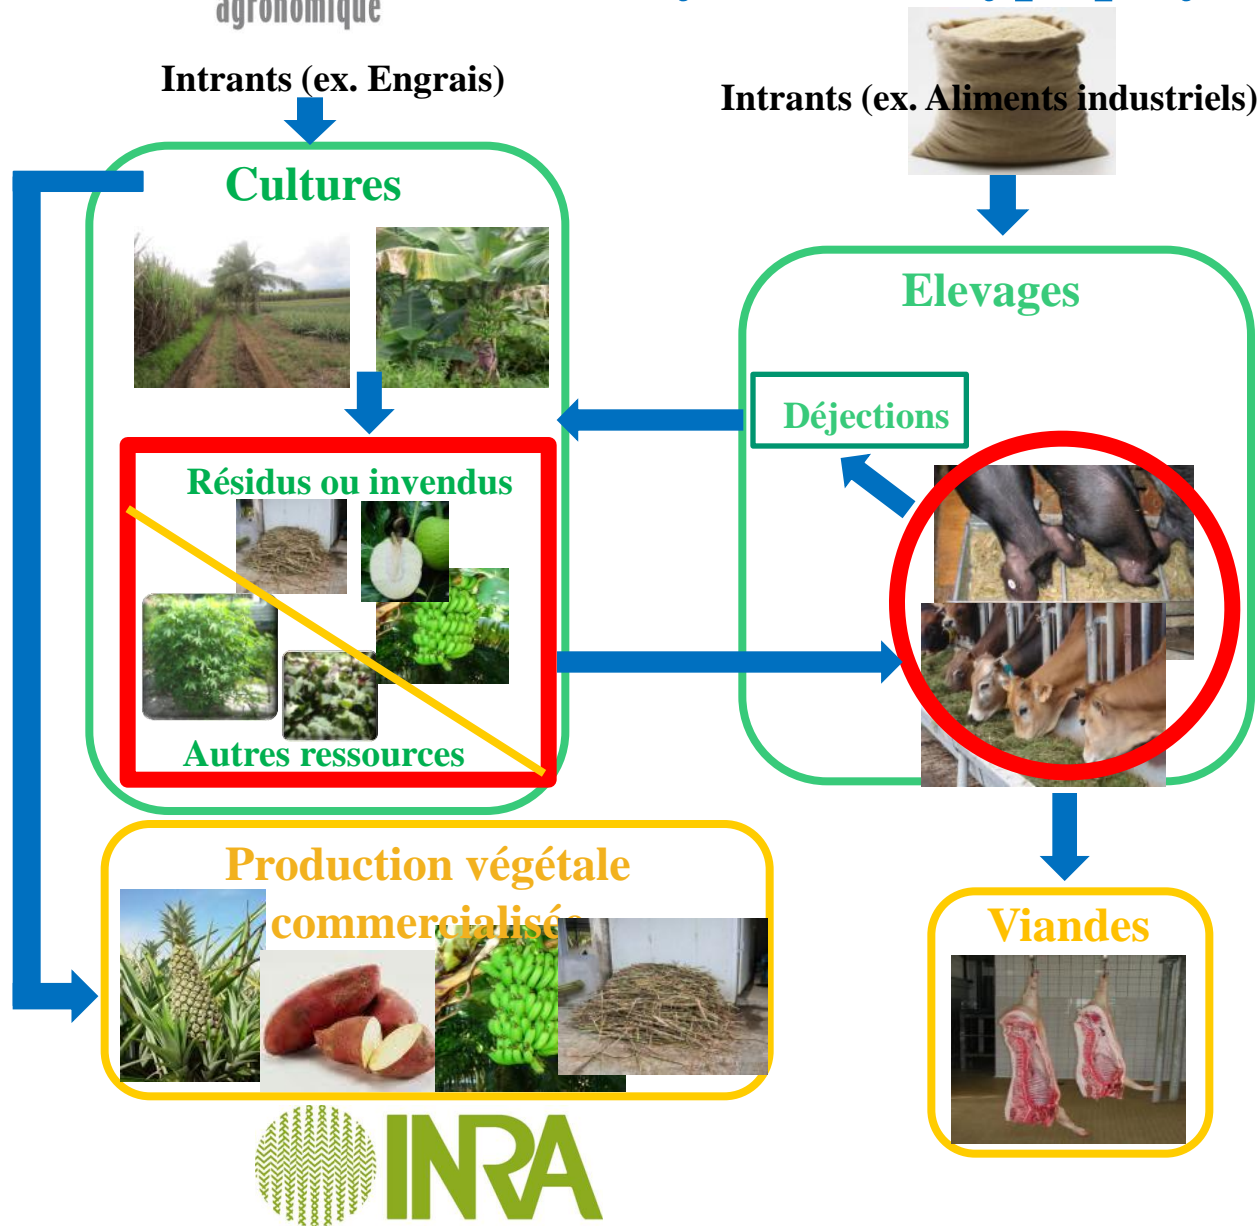 agronomique
Intrants (ex. Engrais)
Intrants (ex. Aliments industriels)
Cultures
Elevages
Déjections
Résidus ou invendus
Autres ressources
Production végétale
commercialisée
Viandes
INRA